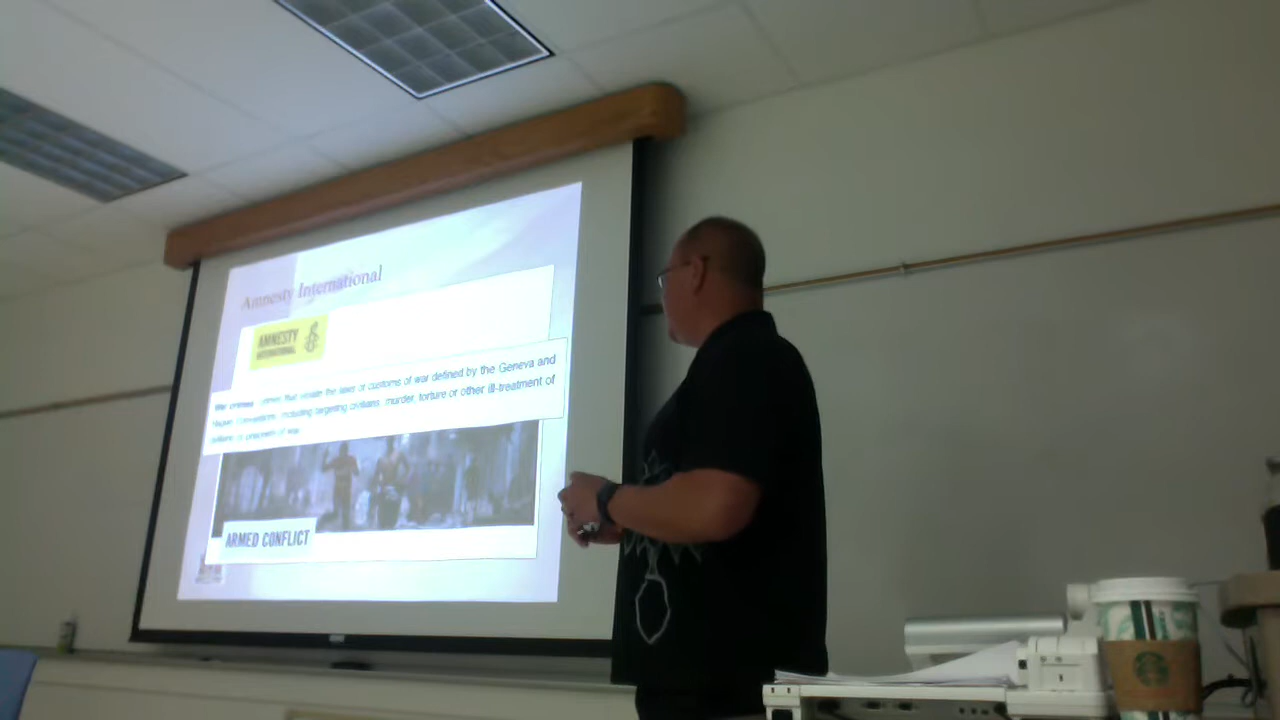 Amnesty International
AMNESTY
INTERNATIONAL
War crimes: crimes that violate the laws or customs of war defined by the Geneva and
Hague Conventions, including targeting civilians, murder, torture or other ill-treatment of
civilians or prisoners of war.
ARMED CONFLICT